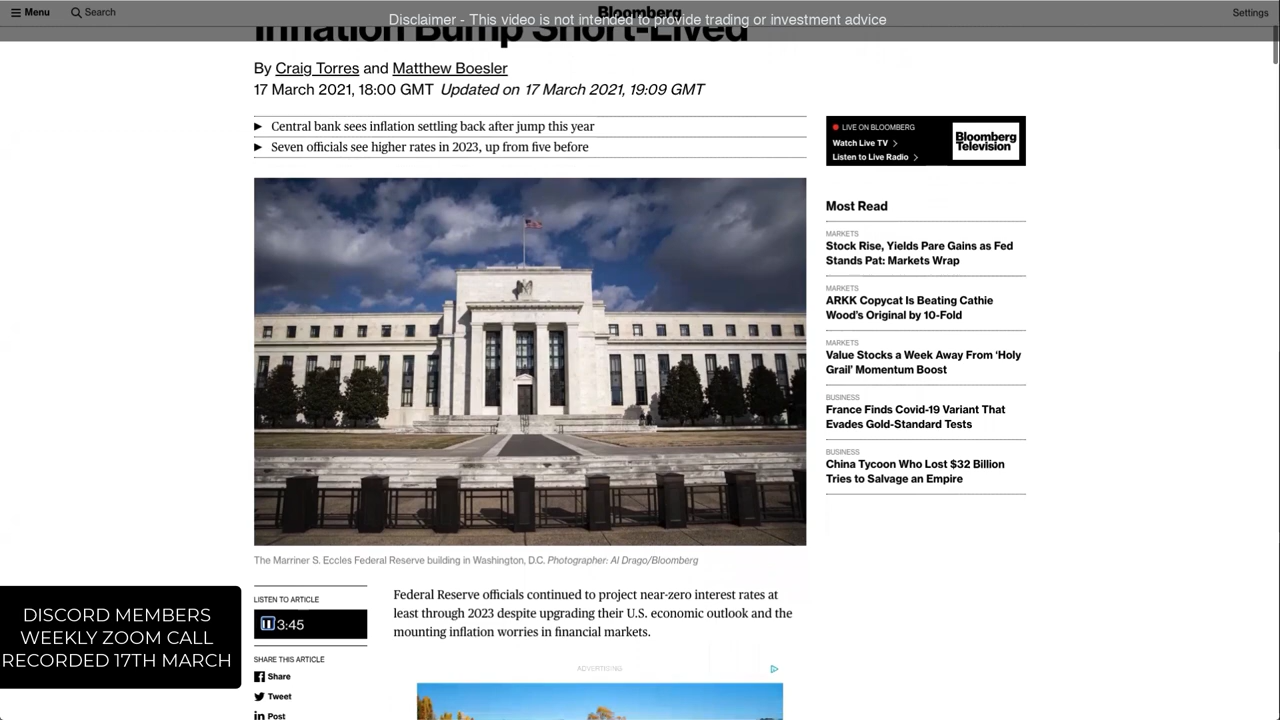 Menu
Search
Bloomberg
Settings
Disclaimer - This video is not intended to provide trading or investment advice
Inflation Bump Short-Lived
By Craig Torres and Matthew Boesler
17 March 2021, 18:00 GMT Updated on 17 March 2021, 19:09 GMT
► Central bank sees inflation settling back after jump this year
► Seven officials see higher rates in 2023, up from five before
LIVE ON BLOOMBERG
Watch Live TV >
Listen to Live Radio >
Bloomberg
Television
Most Read
MARKETS
Stock Rise, Yields Pare Gains as Fed
Stands Pat: Markets Wrap
MARKETS
ARKK Copycat Is Beating Cathie
Wood's Original by 10-Fold
MARKETS
Value Stocks a Week Away From ‘Holy
Grail’ Momentum Boost
BUSINESS
France Finds Covid-19 Variant That
Evades Gold-Standard Tests
BUSINESS
China Tycoon Who Lost $32 Billion
Tries to Salvage an Empire
The Marriner S. Eccles Federal Reserve building in Washington, D.C. Photographer: Al Drago/Bloomberg
LISTEN TO ARTICLE
3:45
SHARE THIS ARTICLE
Share
Tweet
Post
Federal Reserve officials continued to project near-zero interest rates at
least through 2023 despite upgrading their U.S. economic outlook and the
mounting inflation worries in financial markets.
ADVERTISING
DISCORD MEMBERS
WEEKLY ZOOM CALL
RECORDED 17TH MARCH